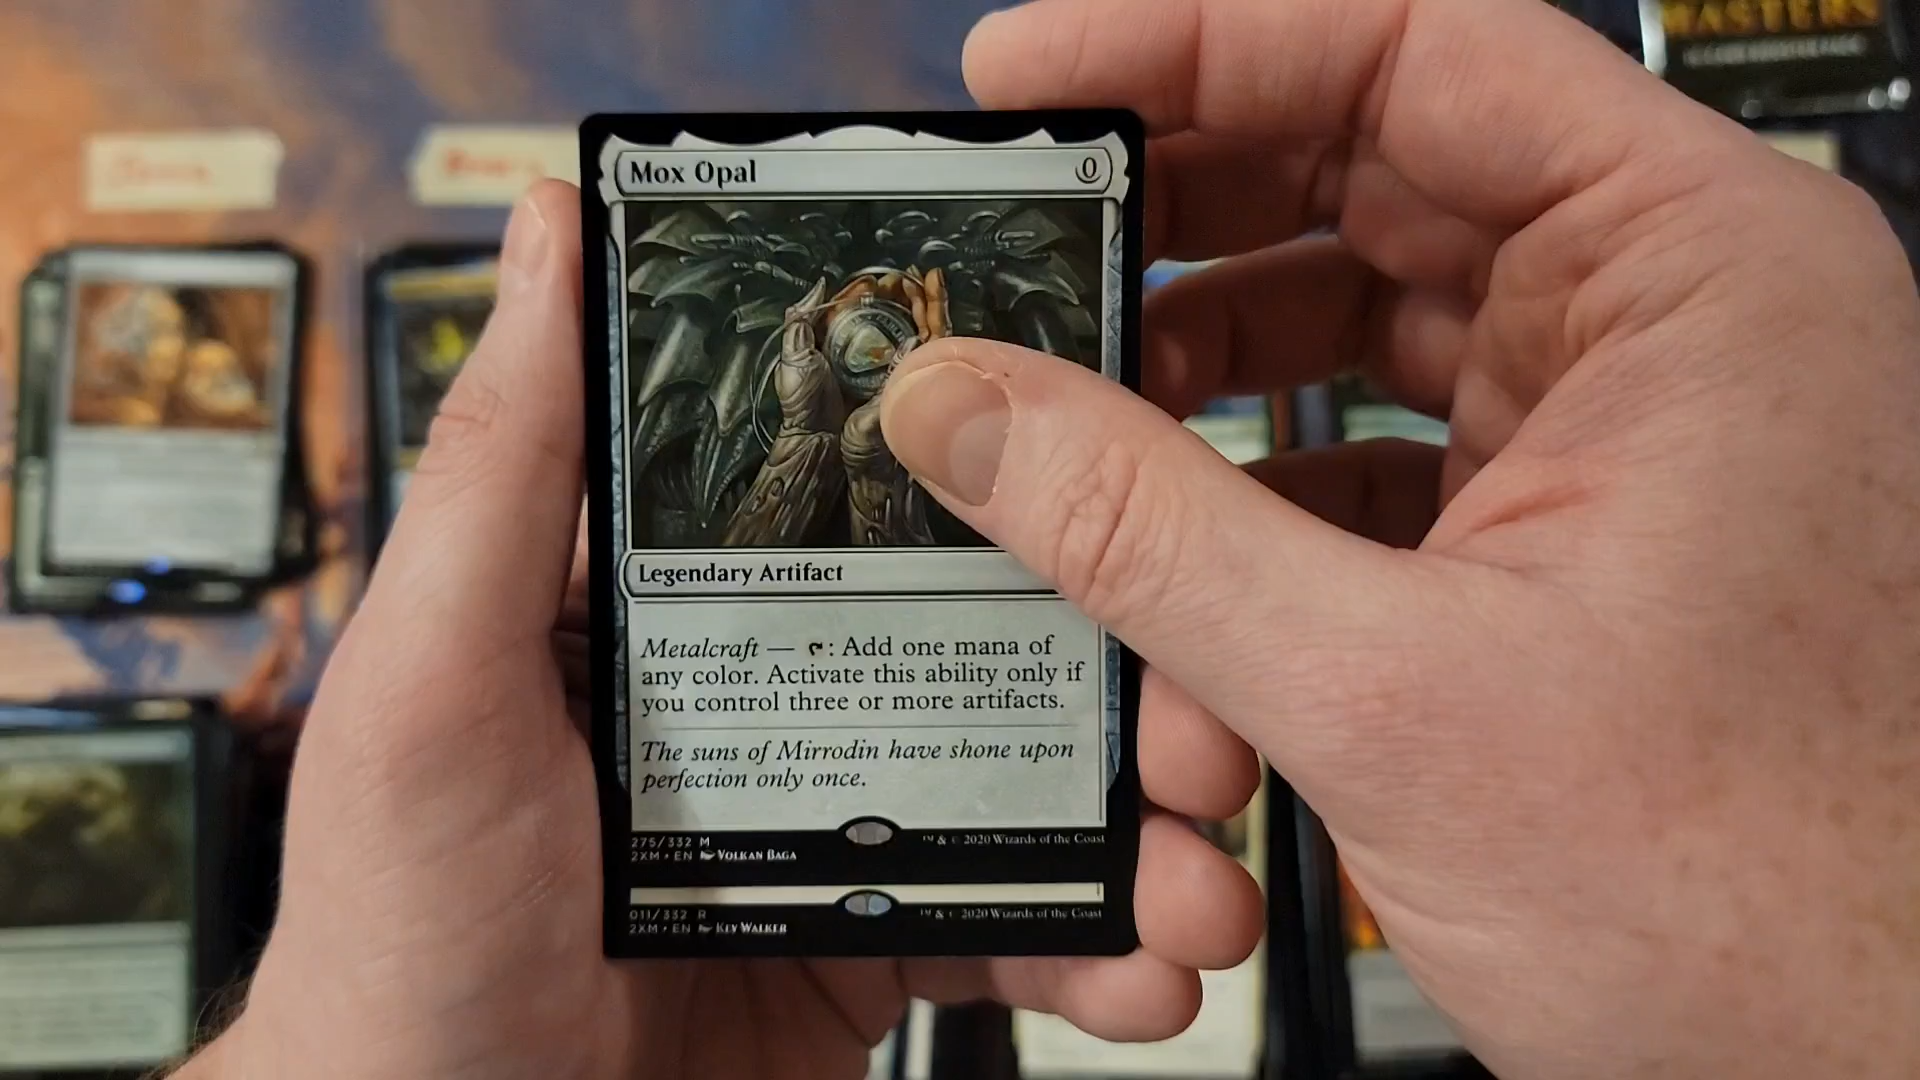 MASTERS
Mox Opal
0
Legendary Artifact
Metalcraft — : Add one mana of
any color. Activate this ability only if
you control three or more artifacts.
The suns of Mirrodin have shone upon
perfection only once.
275/332 M
2XM • EN VOLKAN BAGA
™ & © 2020 Wizards of the Coast
011/332 R
2XM • EN KEV WALKER
™ & © 2020 Wizards of the Coast